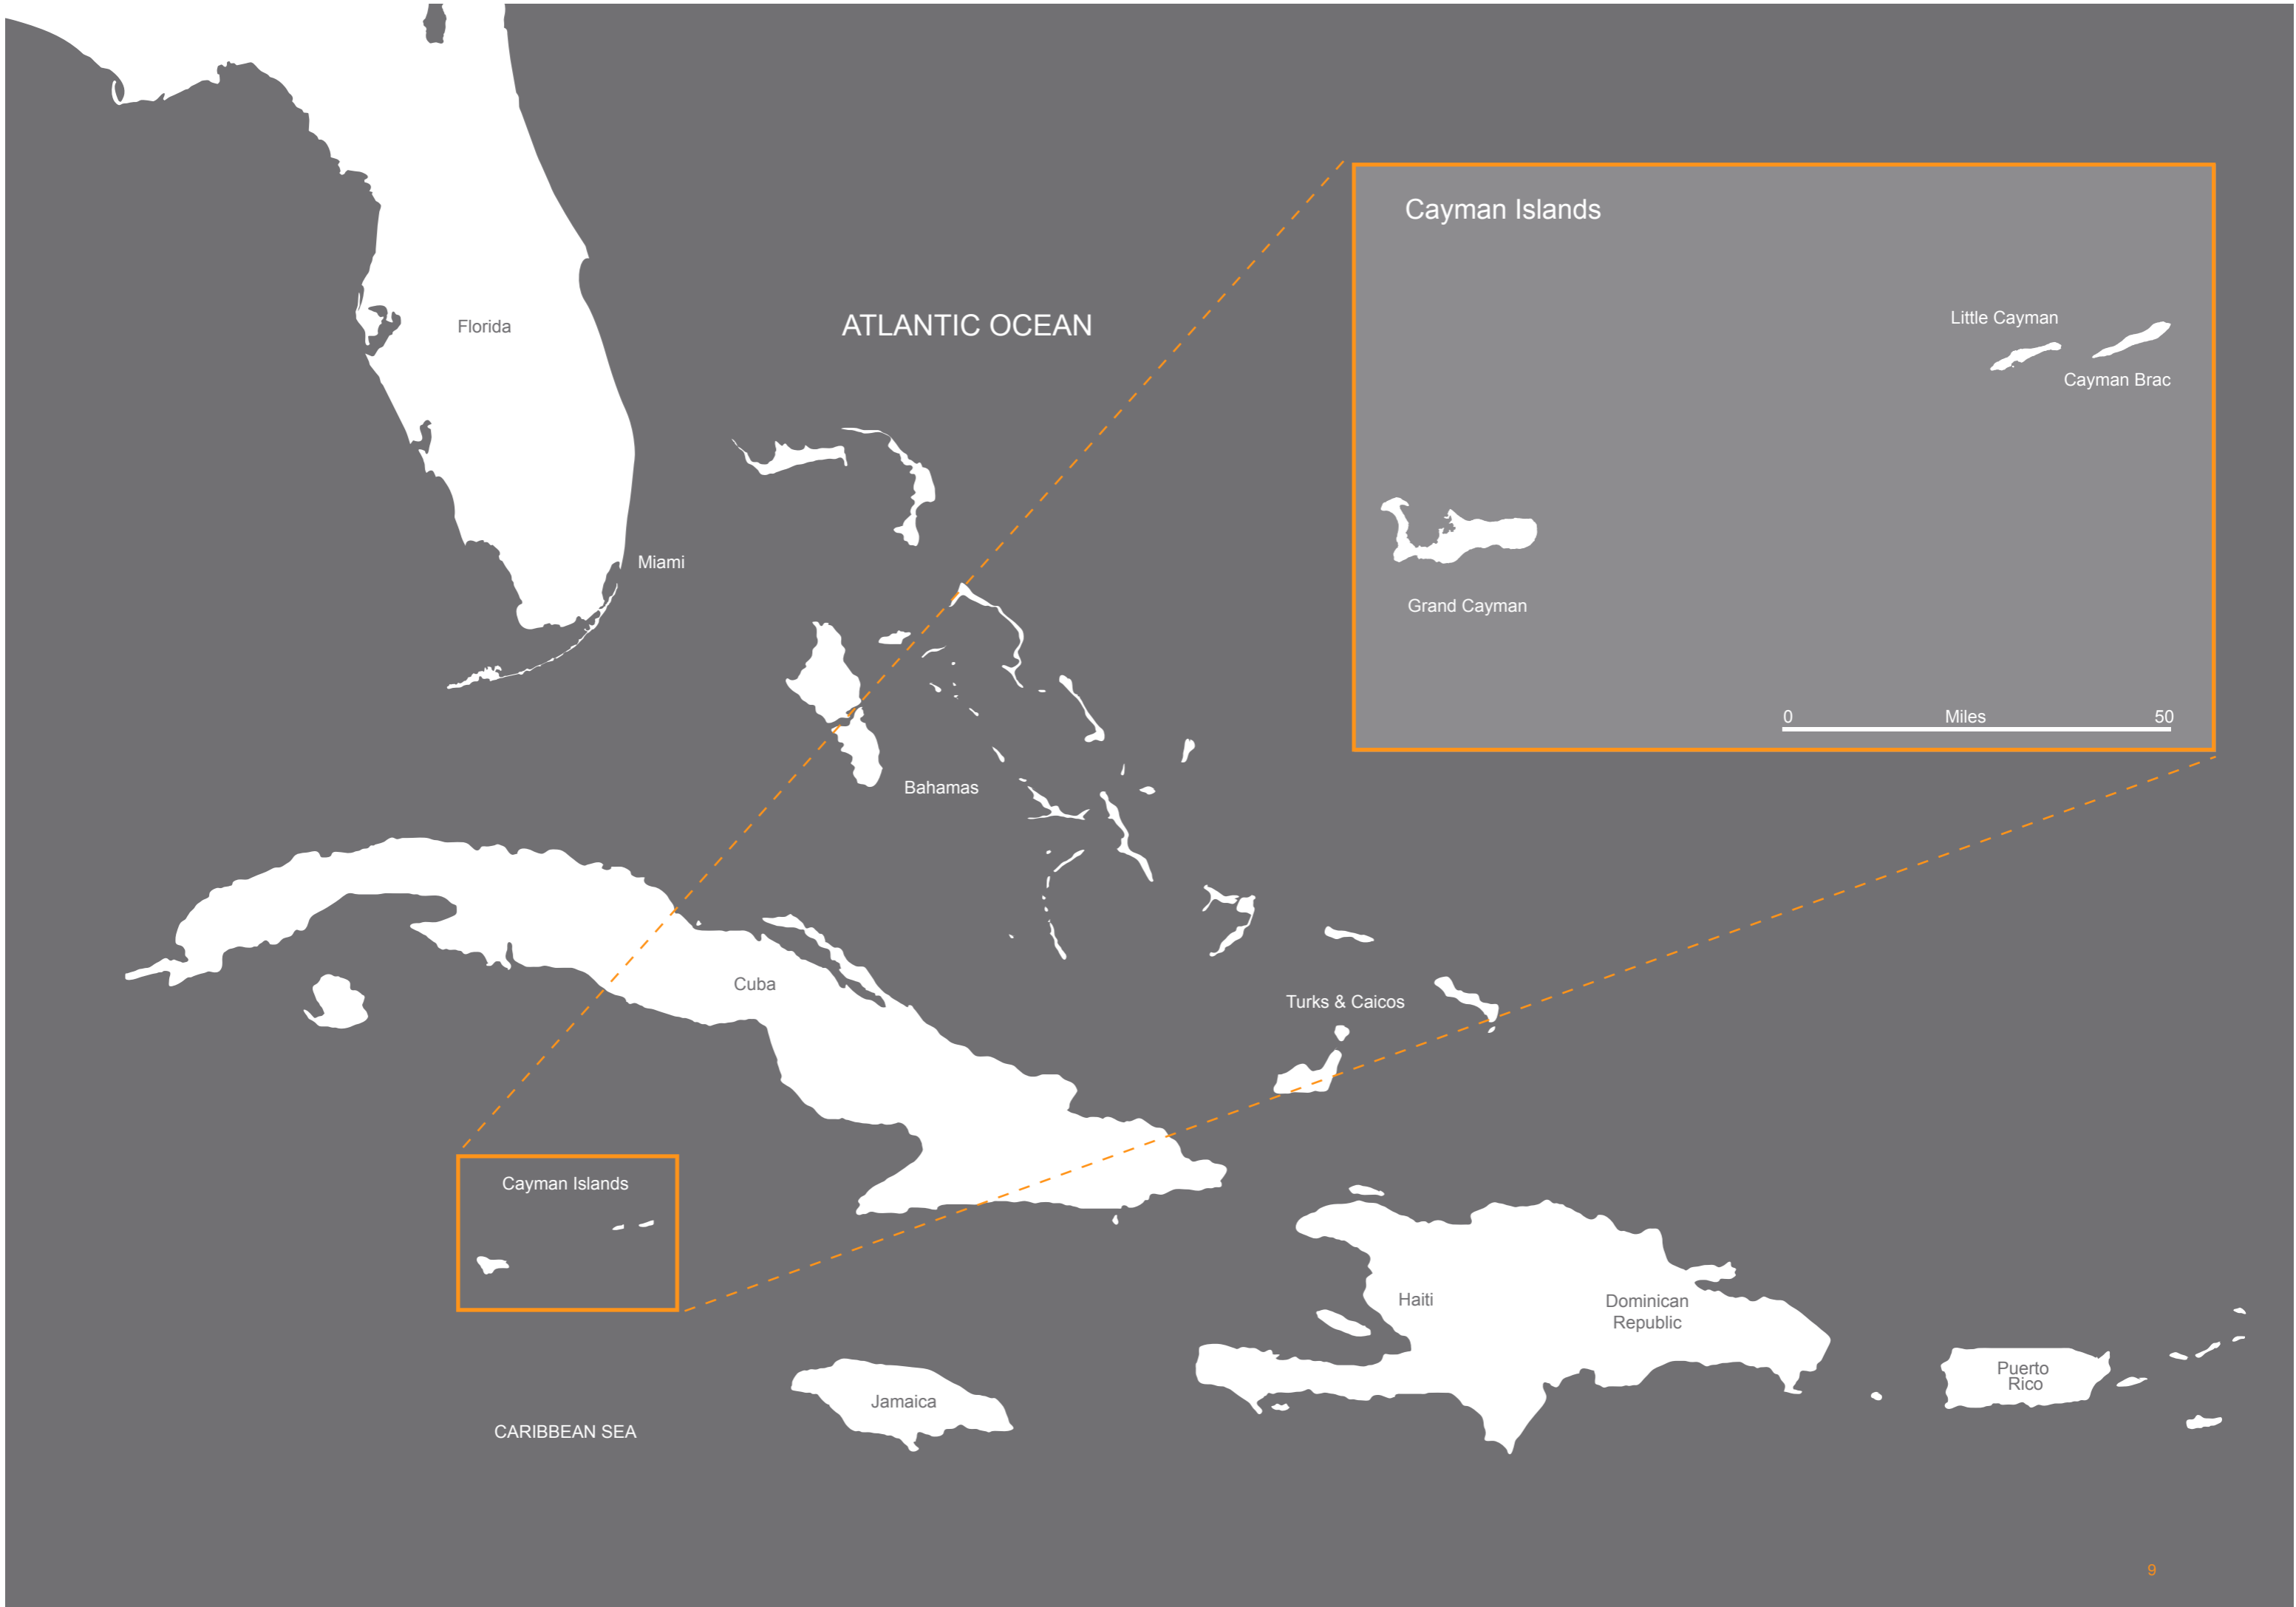 Cayman Islands
Florida
ATLANTIC OCEAN
Little Cayman
Cayman Brac
Miami
Grand Cayman
0 Miles 50
Bahamas
Cuba
Turks & Caicos
Cayman Islands
Haiti
Dominican
Republic
Puerto
Rico
Jamaica
CARIBBEAN SEA
9